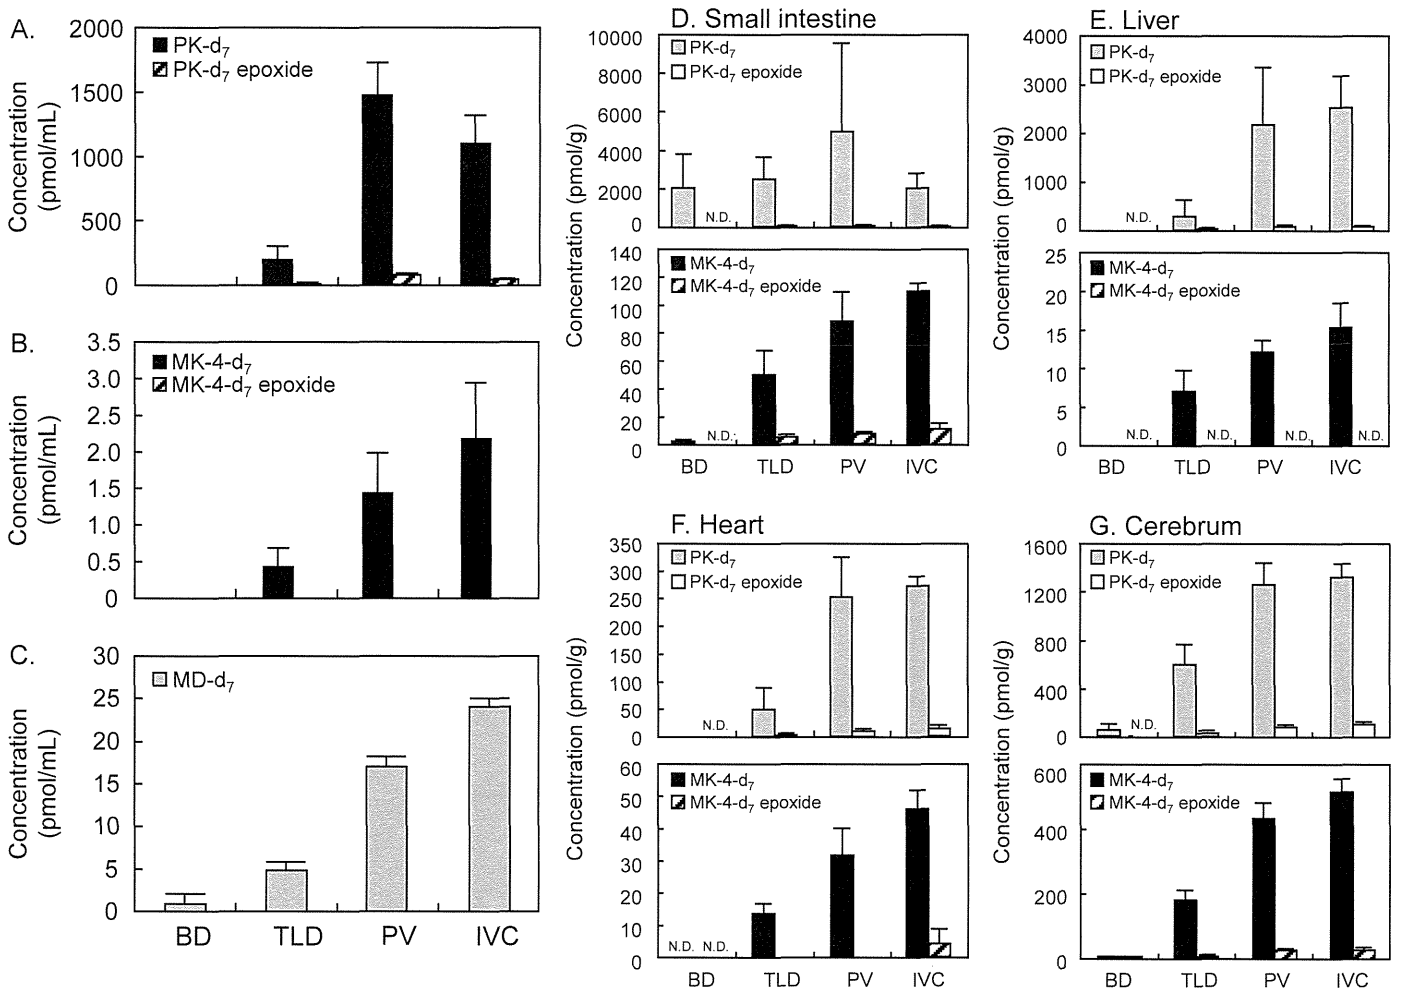 A.
2000
1500
1000
500
0
Concentration
(pmol/mL)
PK-d7
PK-d7 epoxide
B.
3.5
3.0
2.5
2.0
1.5
1.0
0.5
0
Concentration
(pmol/mL)
MK-4-d7
MK-4-d7 epoxide
C.
30
25
20
15
10
5
0
Concentration
(pmol/mL)
MD-d7
BD TLD PV IVC
D. Small intestine
10000
8000
6000
4000
2000
0
PK-d7
PK-d7 epoxide
N.D.
Concentration (pmol/g)
140
120
100
80
60
40
20
0
MK-4-d7
MK-4-d7 epoxide
N.D.
BD TLD PV IVC
E. Liver
4000
3000
2000
1000
0
PK-d7
PK-d7 epoxide
N.D.
Concentration (pmol/g)
25
20
15
10
5
0
MK-4-d7
MK-4-d7 epoxide
N.D. N.D. N.D. N.D.
BD TLD PV IVC
F. Heart
350
300
250
200
150
100
50
0
PK-d7
PK-d7 epoxide
N.D.
Concentration (pmol/g)
60
50
40
30
20
10
0
MK-4-d7
MK-4-d7 epoxide
N.D. N.D.
BD TLD PV IVC
G. Cerebrum
1600
1200
800
400
0
PK-d7
PK-d7 epoxide
N.D.
Concentration (pmol/g)
600
400
200
0
MK-4-d7
MK-4-d7 epoxide
BD TLD PV IVC